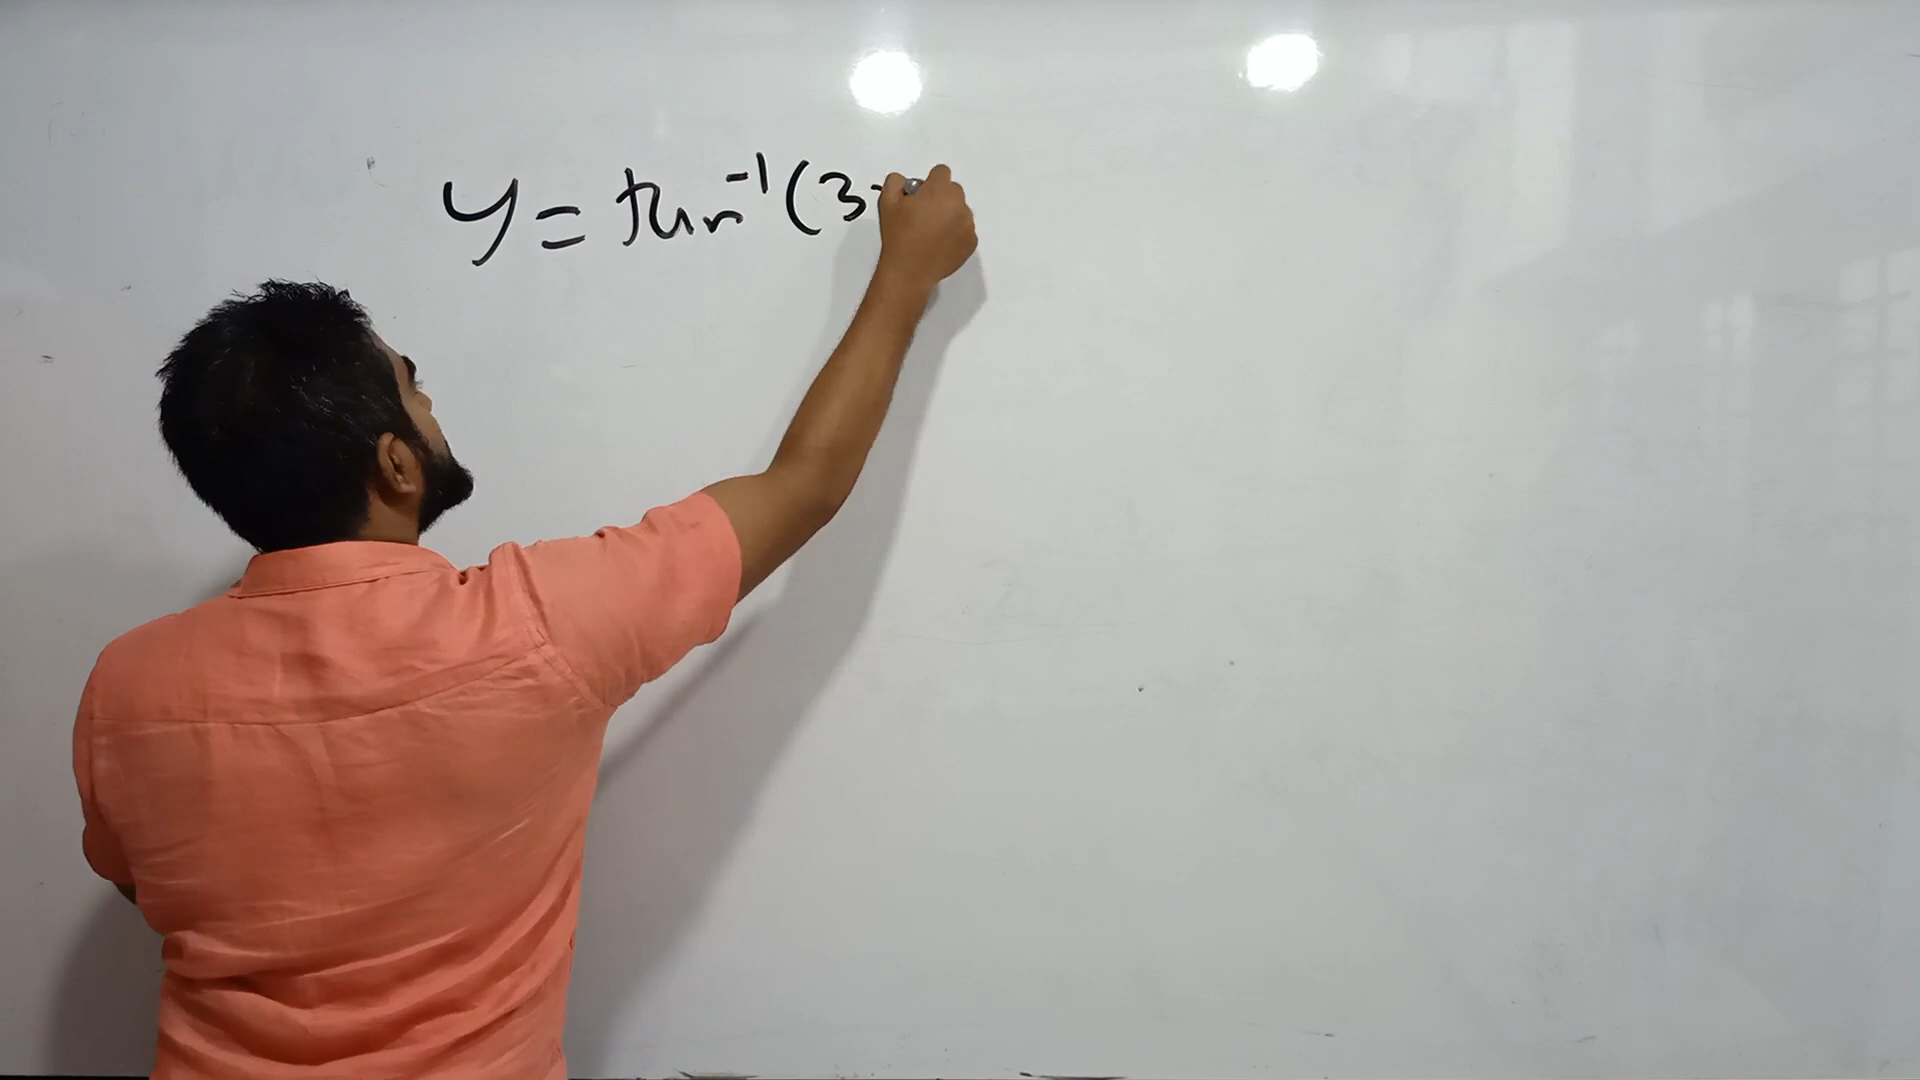 y = tan⁻¹(3